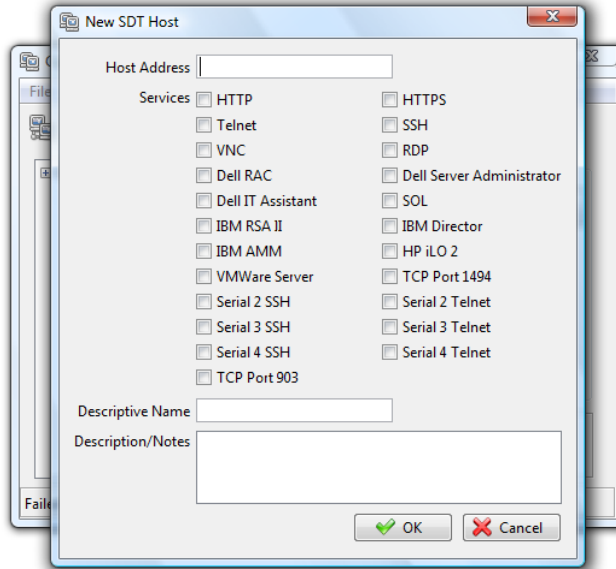 New SDT Host
File
Host Address
Services HTTP HTTPS
Telnet SSH
VNC RDP
Dell RAC Dell Server Administrator
Dell IT Assistant SOL
IBM RSA II IBM Director
IBM AMM HP iLO 2
VMWare Server TCP Port 1494
Serial 2 SSH Serial 2 Telnet
Serial 3 SSH Serial 3 Telnet
Serial 4 SSH Serial 4 Telnet
TCP Port 903
Descriptive Name
Description/Notes
OK Cancel